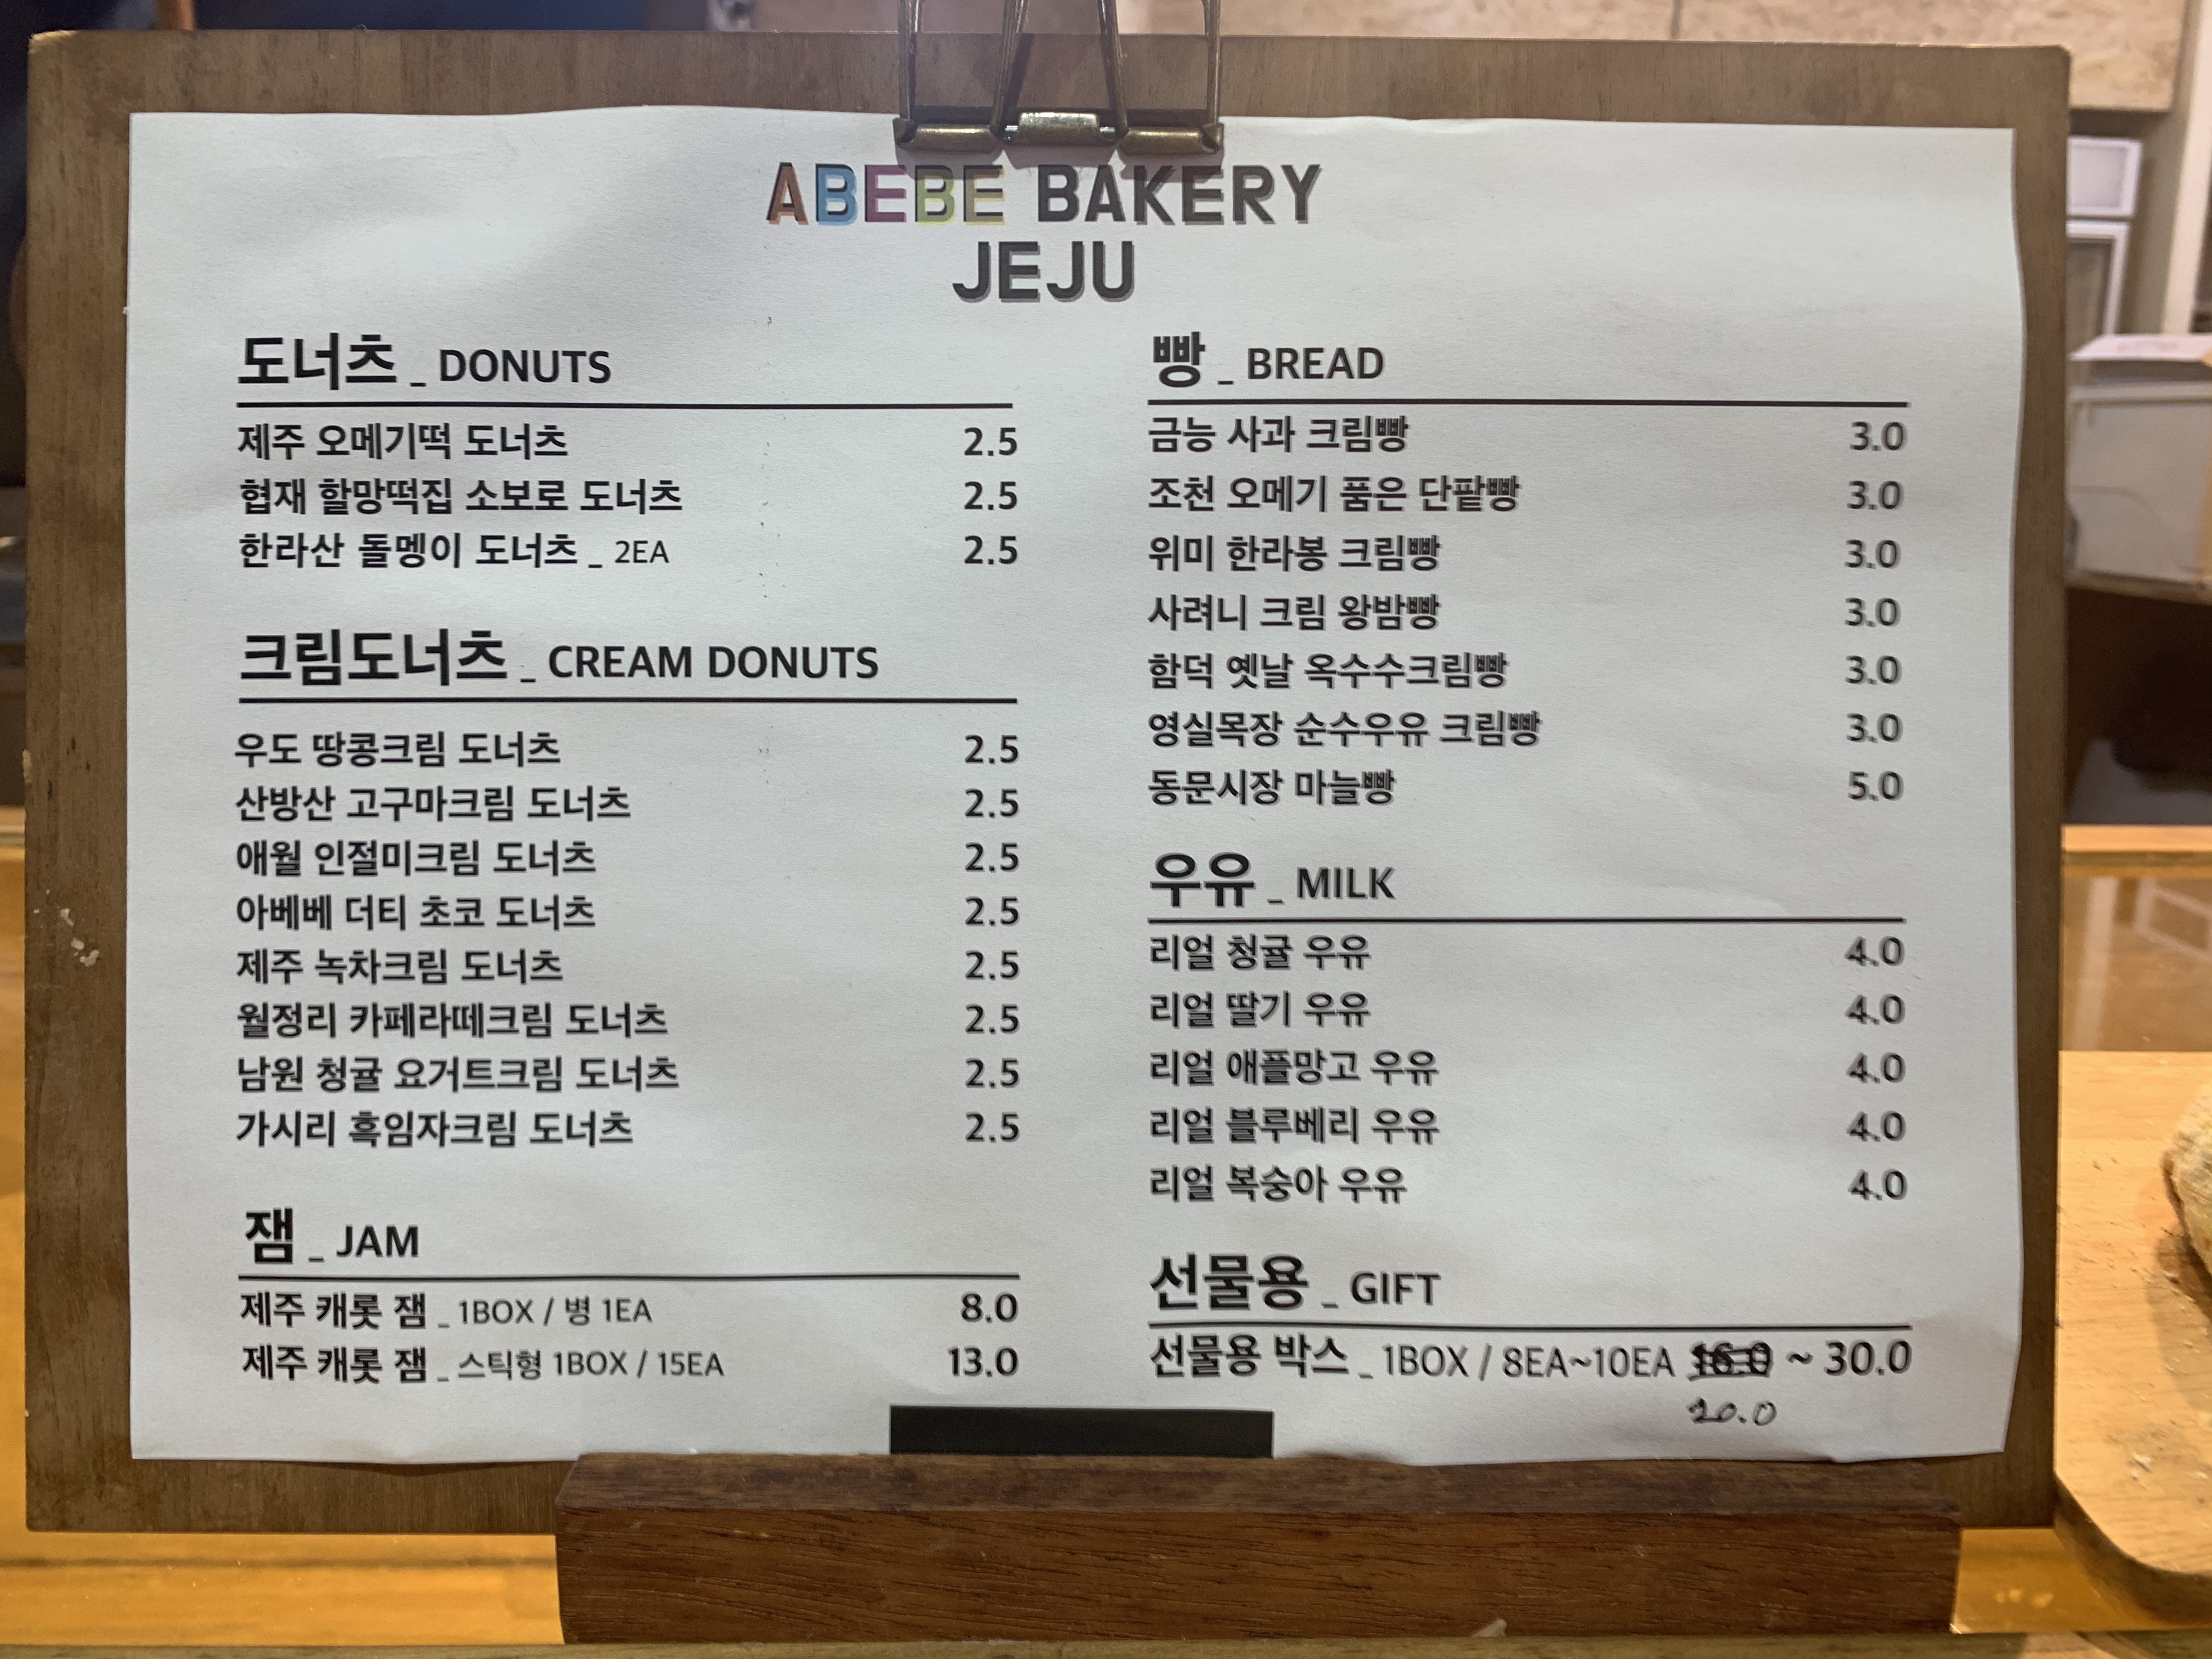 ABEBE BAKERY
JEJU
도너츠 _ DONUTS
제주 오메기떡 도너츠 2.5
협재 할망떡집 소보로 도너츠 2.5
한라산 돌멩이 도너츠 _ 2EA 2.5
크림도너츠 _ CREAM DONUTS
우도 땅콩크림 도너츠 2.5
산방산 고구마크림 도너츠 2.5
애월 인절미크림 도너츠 2.5
아베베 더티 초코 도너츠 2.5
제주 녹차크림 도너츠 2.5
월정리 카페라떼크림 도너츠 2.5
남원 청귤 요거트크림 도너츠 2.5
가시리 흑임자크림 도너츠 2.5
잼 _ JAM
제주 캐롯 잼 _ 1BOX / 병 1EA 8.0
제주 캐롯 잼 _ 스틱형 1BOX / 15EA 13.0
빵 _ BREAD
금능 사과 크림빵 3.0
조천 오메기 품은 단팥빵 3.0
위미 한라봉 크림빵 3.0
사려니 크림 왕밤빵 3.0
함덕 옛날 옥수수크림빵 3.0
영실목장 순수우유 크림빵 3.0
동문시장 마늘빵 5.0
우유 _ MILK
리얼 청귤 우유 4.0
리얼 딸기 우유 4.0
리얼 애플망고 우유 4.0
리얼 블루베리 우유 4.0
리얼 복숭아 우유 4.0
선물용 _ GIFT
선물용 박스 _ 1BOX / 8EA~10EA ~ 30.0
20.0